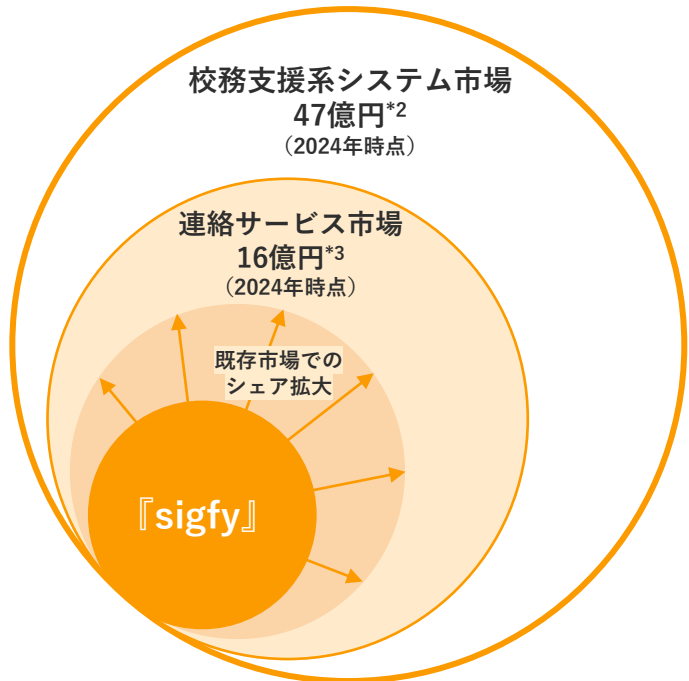 校務支援系システム市場
47億円*2
（2024年時点）
連絡サービス市場
16億円*3
（2024年時点）
既存市場での
シェア拡大
『sigfy』